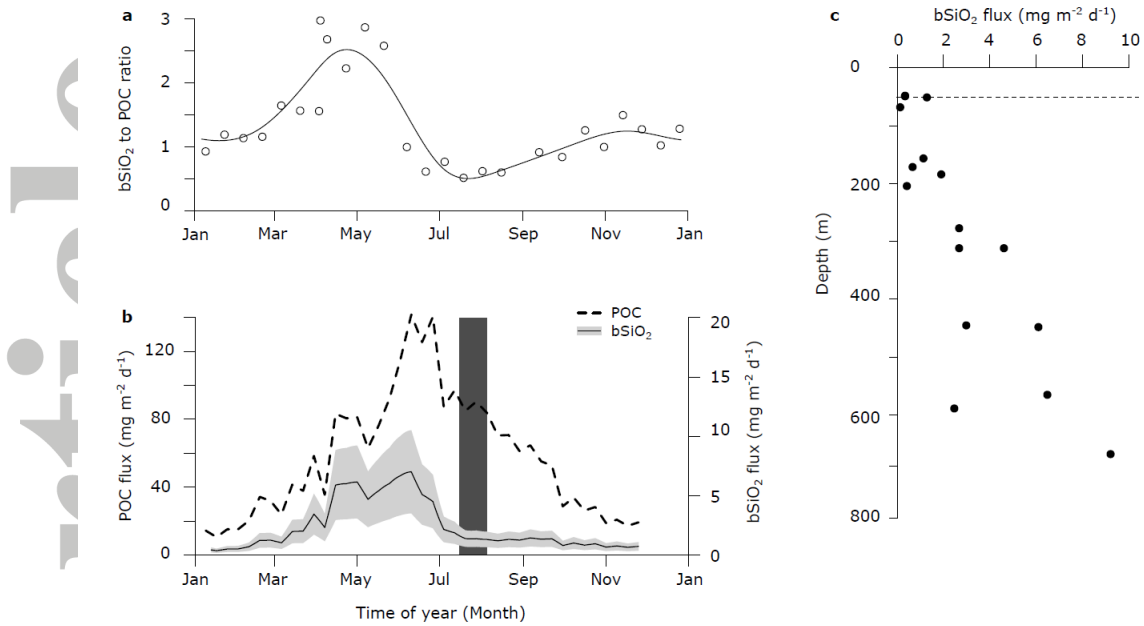 a
bSiO₂ to POC ratio
3
2
1
0
Jan Mar May Jul Sep Nov Jan
b
POC
bSiO₂
POC flux (mg m⁻² d⁻¹)
120
80
40
0
20
15
10
5
0
bSiO₂ flux (mg m⁻² d⁻¹)
Jan Mar May Jul Sep Nov Jan
Time of year (Month)
c
bSiO₂ flux (mg m⁻² d⁻¹)
0 2 4 6 8 10
Depth (m)
0
200
400
600
800